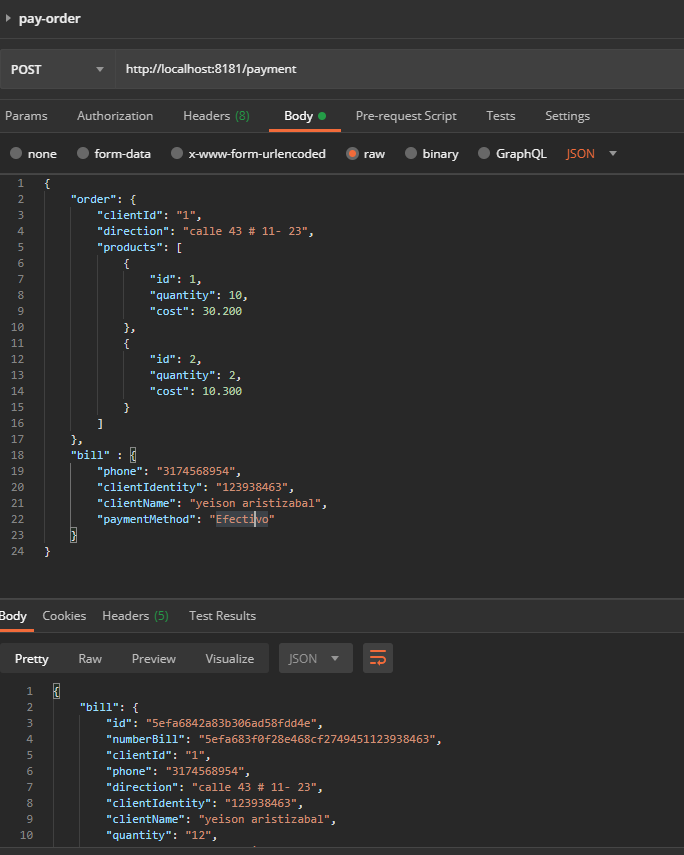 pay-order
POST http://localhost:8181/payment
Params Authorization Headers (8) Body Pre-request Script Tests Settings
none form-data x-www-form-urlencoded raw binary GraphQL JSON
1 {
2 "order": {
3 "clientId": "1",
4 "direction": "calle 43 # 11- 23",
5 "products": [
6 {
7 "id": 1,
8 "quantity": 10,
9 "cost": 30.200
10 },
11 {
12 "id": 2,
13 "quantity": 2,
14 "cost": 10.300
15 }
16 ]
17 },
18 "bill" : {
19 "phone": "3174568954",
20 "clientIdentity": "123938463",
21 "clientName": "yeison aristizabal",
22 "paymentMethod": "Efectivo"
23 }
24 }
Body Cookies Headers (5) Test Results
Pretty Raw Preview Visualize JSON
1 {
2 "bill": {
3 "id": "5efa6842a83b306ad58fdd4e",
4 "numberBill": "5efa683f0f28e468cf2749451123938463",
5 "clientId": "1",
6 "phone": "3174568954",
7 "direction": "calle 43 # 11- 23",
8 "clientIdentity": "123938463",
9 "clientName": "yeison aristizabal",
10 "quantity": "12",